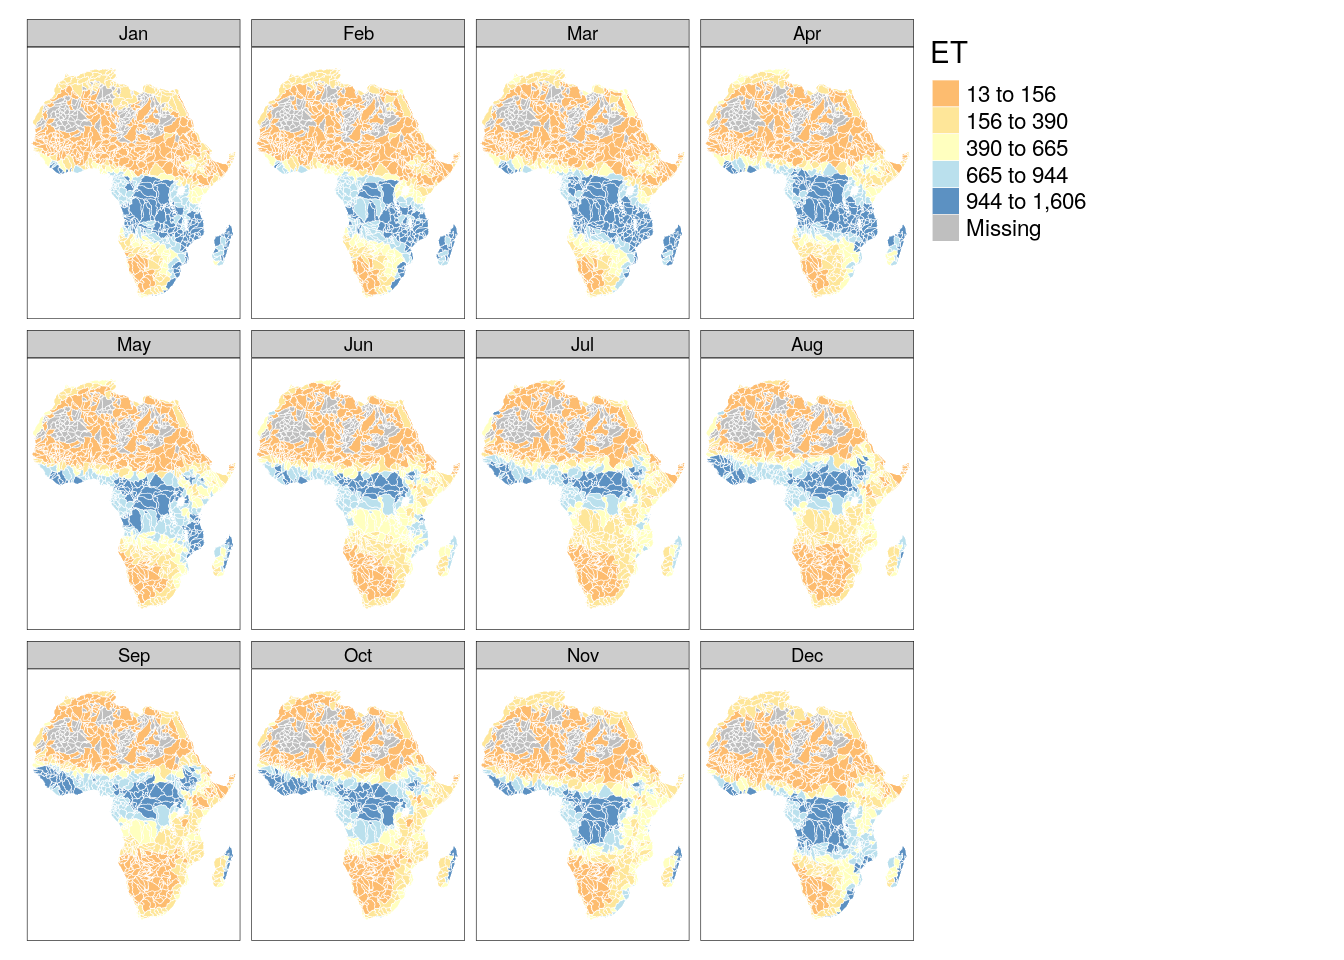 Jan Feb Mar Apr
ET
13 to 156
156 to 390
390 to 665
665 to 944
944 to 1,606
Missing
May Jun Jul Aug
Sep Oct Nov Dec